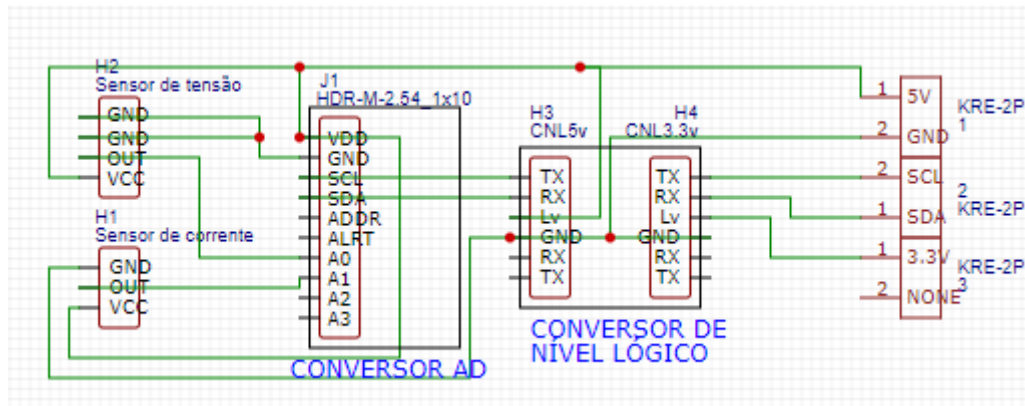 H2
Sensor de tensão
GND
GND
OUT
VCC
H1
Sensor de corrente
GND
OUT
VCC
J1
HDR-M-2.54_1x10
VDD
GND
SCL
SDA
ADDR
ALRT
A0
A1
A2
A3
CONVERSOR AD
H3
CNL5v
TX
RX
Lv
GND
RX
TX
H4
CNL3.3v
TX
RX
Lv
GND
RX
TX
CONVERSOR DE
NÍVEL LÓGICO
1 5V
2 GND
KRE-2P
1
2 SCL
1 SDA
2
KRE-2P
1 3.3V
2 NONE
KRE-2P
3